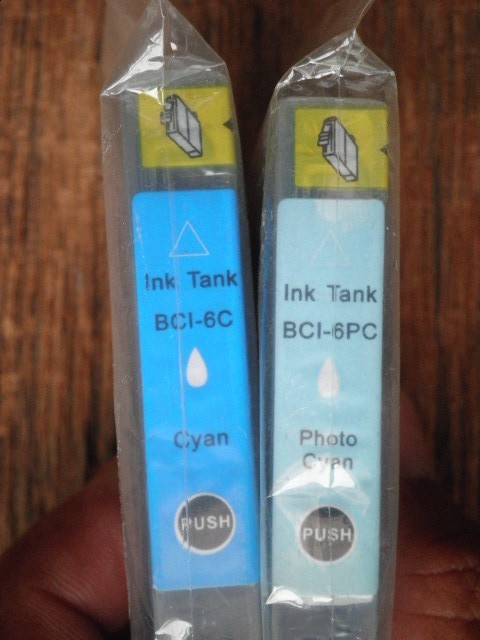 Ink Tank
BCI-6C
Cyan
PUSH
Ink Tank
BCI-6PC
Photo
Cyan
PUSH